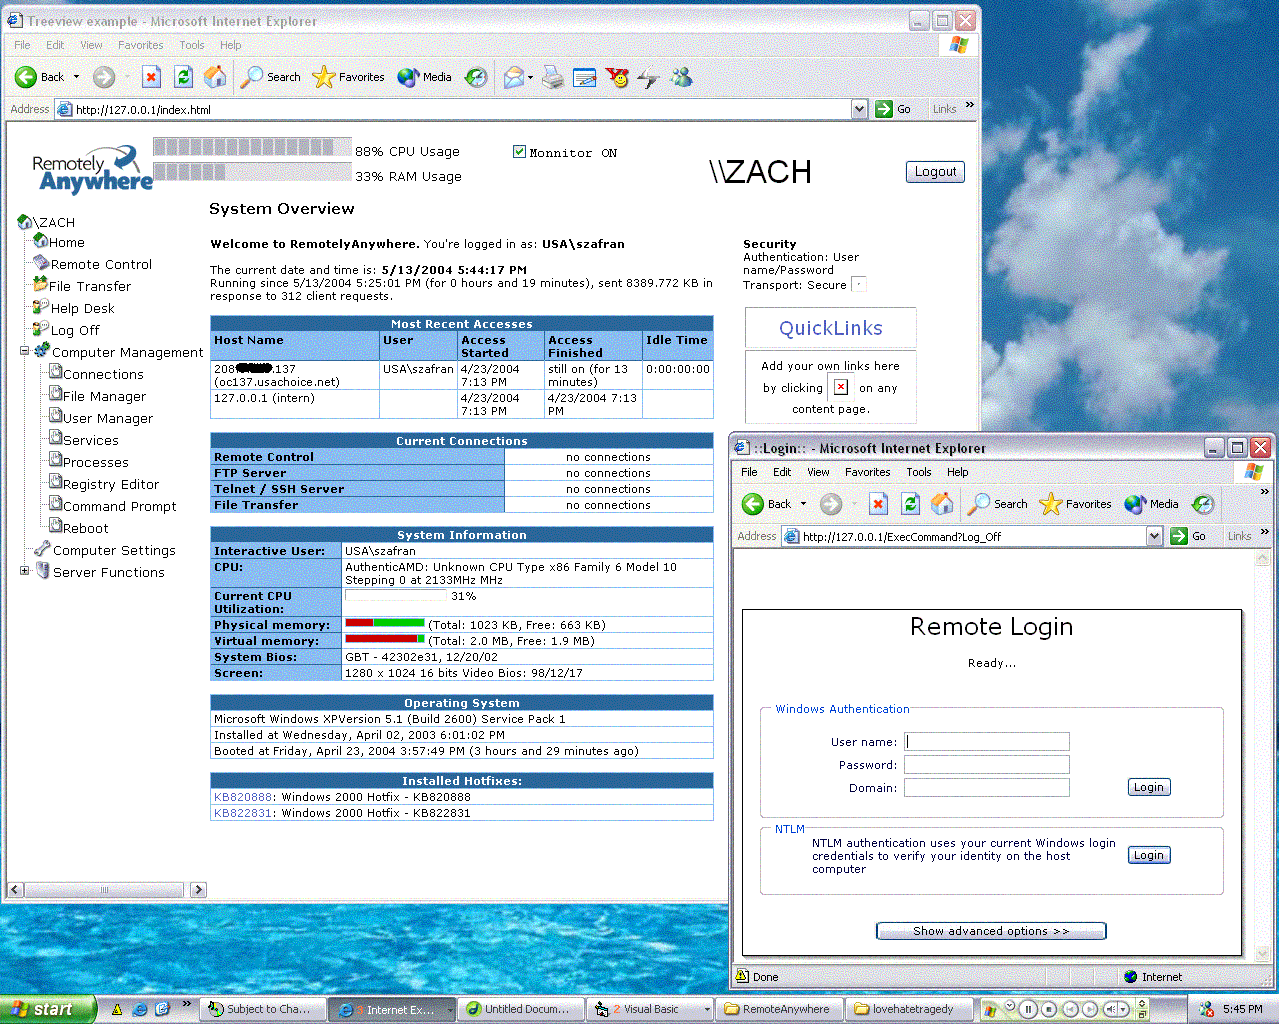 Treeview example - Microsoft Internet Explorer
File Edit View Favorites Tools Help
Back Search Favorites Media
Address http://127.0.0.1/index.html Go Links »
Remotely
Anywhere
88% CPU Usage
33% RAM Usage
Monnitor ON
\\ZACH
Logout
\ZACH
Home
Remote Control
File Transfer
Help Desk
Log Off
Computer Management
Connections
File Manager
User Manager
Services
Processes
Registry Editor
Command Prompt
Reboot
Computer Settings
Server Functions
System Overview
Welcome to RemotelyAnywhere. You're logged in as: USA\szafran
The current date and time is: 5/13/2004 5:44:17 PM
Running since 5/13/2004 5:25:01 PM (for 0 hours and 19 minutes), sent 8389.772 KB in
response to 312 client requests.
Most Recent Accesses
Host Name User Access Started Access Finished Idle Time
208 .137 (oc137.usachoice.net) USA\szafran 4/23/2004 7:13 PM still on (for 13 minutes) 0:00:00:00
127.0.0.1 (intern) 4/23/2004 7:13 PM 4/23/2004 7:13 PM
Current Connections
Remote Control no connections
FTP Server no connections
Telnet / SSH Server no connections
File Transfer no connections
System Information
Interactive User: USA\szafran
CPU: AuthenticAMD: Unknown CPU Type x86 Family 6 Model 10
Stepping 0 at 2133MHz MHz
Current CPU Utilization: 31%
Physical memory: (Total: 1023 KB, Free: 663 KB)
Virtual memory: (Total: 2.0 MB, Free: 1.9 MB)
System Bios: GBT - 42302e31, 12/20/02
Screen: 1280 x 1024 16 bits Video Bios: 98/12/17
Operating System
Microsoft Windows XPVersion 5.1 (Build 2600) Service Pack 1
Installed at Wednesday, April 02, 2003 6:01:02 PM
Booted at Friday, April 23, 2004 3:57:49 PM (3 hours and 29 minutes ago)
Installed Hotfixes:
KB820888: Windows 2000 Hotfix - KB820888
KB822831: Windows 2000 Hotfix - KB822831
Security
Authentication: User
name/Password
Transport: Secure -
QuickLinks
Add your own links here
by clicking on any
content page.
::Login:: - Microsoft Internet Explorer
File Edit View Favorites Tools Help
Back Search Favorites Media »
Address http://127.0.0.1/ExecCommand?Log_Off Go Links »
Remote Login
Ready...
Windows Authentication
User name:
Password:
Domain:
Login
NTLM
NTLM authentication uses your current Windows login
credentials to verify your identity on the host
computer
Login
Show advanced options >>
Done Internet
start » Subject to Cha... Internet Ex... Untitled Docum... 2 Visual Basic RemoteAnywhere lovehatetragedy 5:45 PM